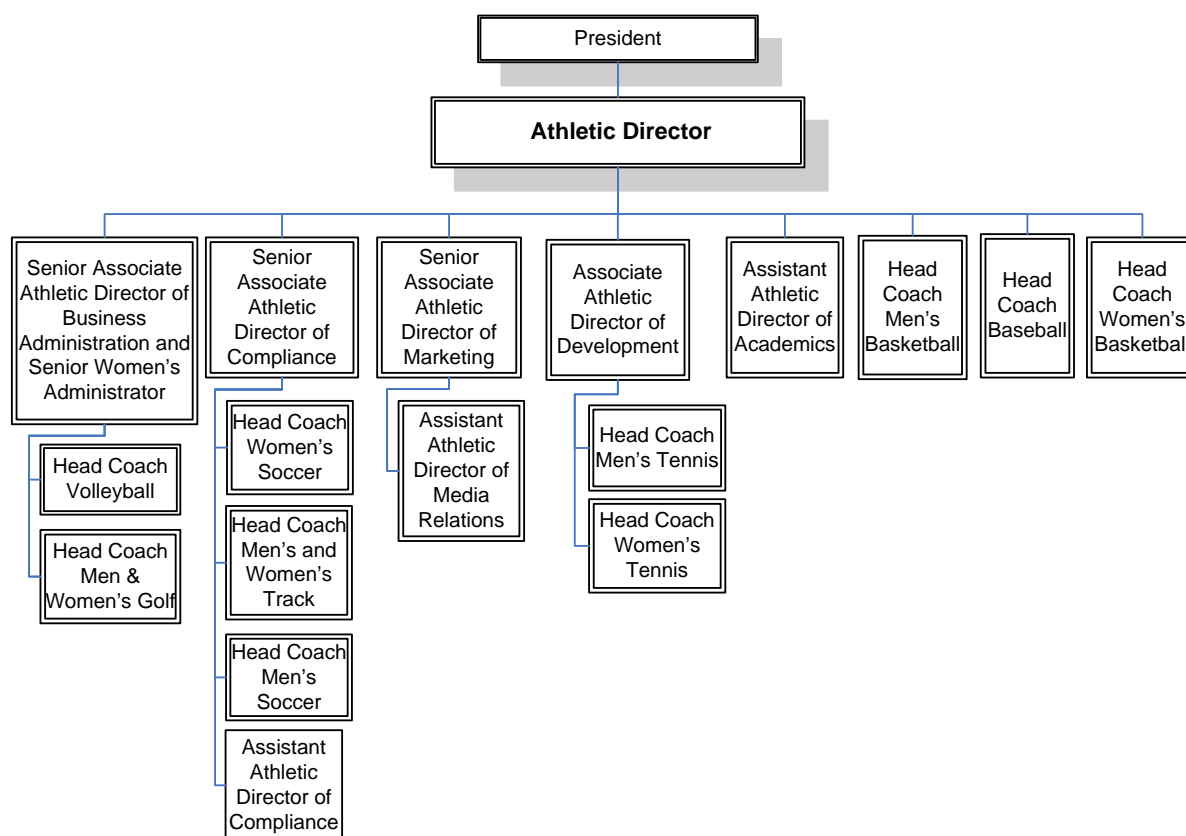 President
Athletic Director
Senior Associate
Athletic Director of
Business
Administration and
Senior Women's
Administrator
Senior
Associate
Athletic
Director of
Compliance
Senior
Associate
Athletic
Director of
Marketing
Associate
Athletic
Director of
Development
Assistant
Athletic
Director of
Academics
Head
Coach
Men's
Basketball
Head
Coach
Baseball
Head
Coach
Women's
Basketball
Head Coach
Volleyball
Head Coach
Men &
Women's Golf
Head Coach
Women's
Soccer
Head Coach
Men's and
Women's
Track
Head Coach
Men's
Soccer
Assistant
Athletic
Director of
Compliance
Assistant
Athletic
Director of
Media
Relations
Head Coach
Men's Tennis
Head Coach
Women's
Tennis